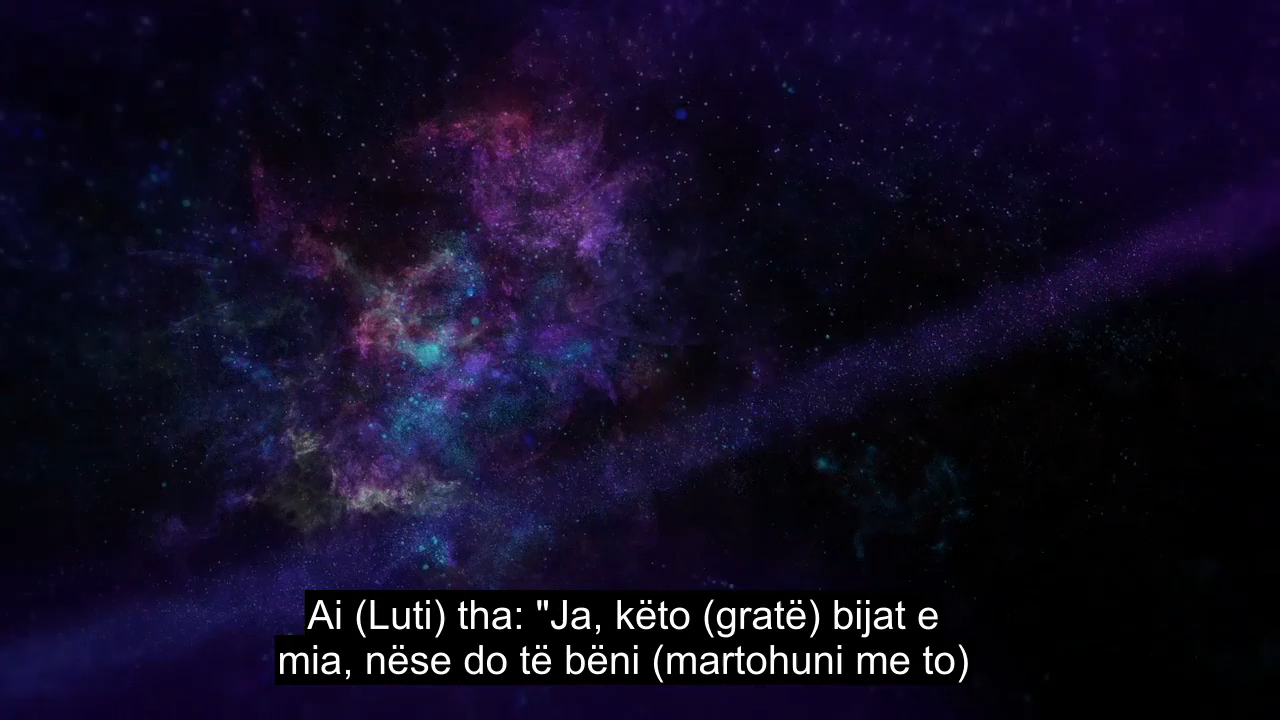 Ai (Luti) tha: "Ja, këto (gratë) bijat e
mia, nëse do të bëni (martohuni me to)